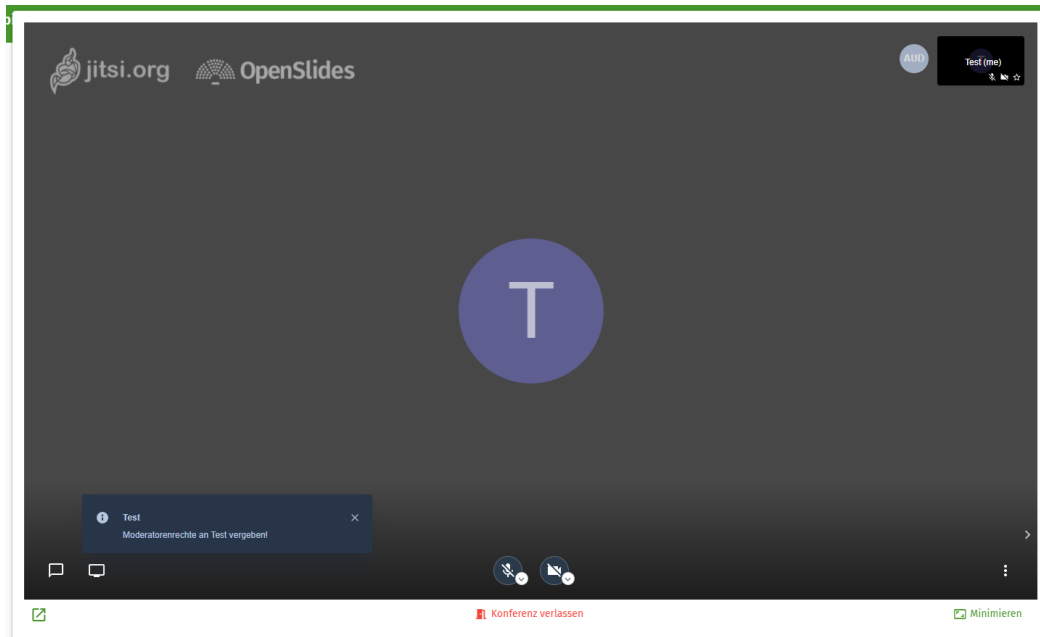 jitsi.org OpenSlides
AUD
Test (me)
T
Test
Moderatorenrechte an Test vergeben!
Konferenz verlassen
Minimieren